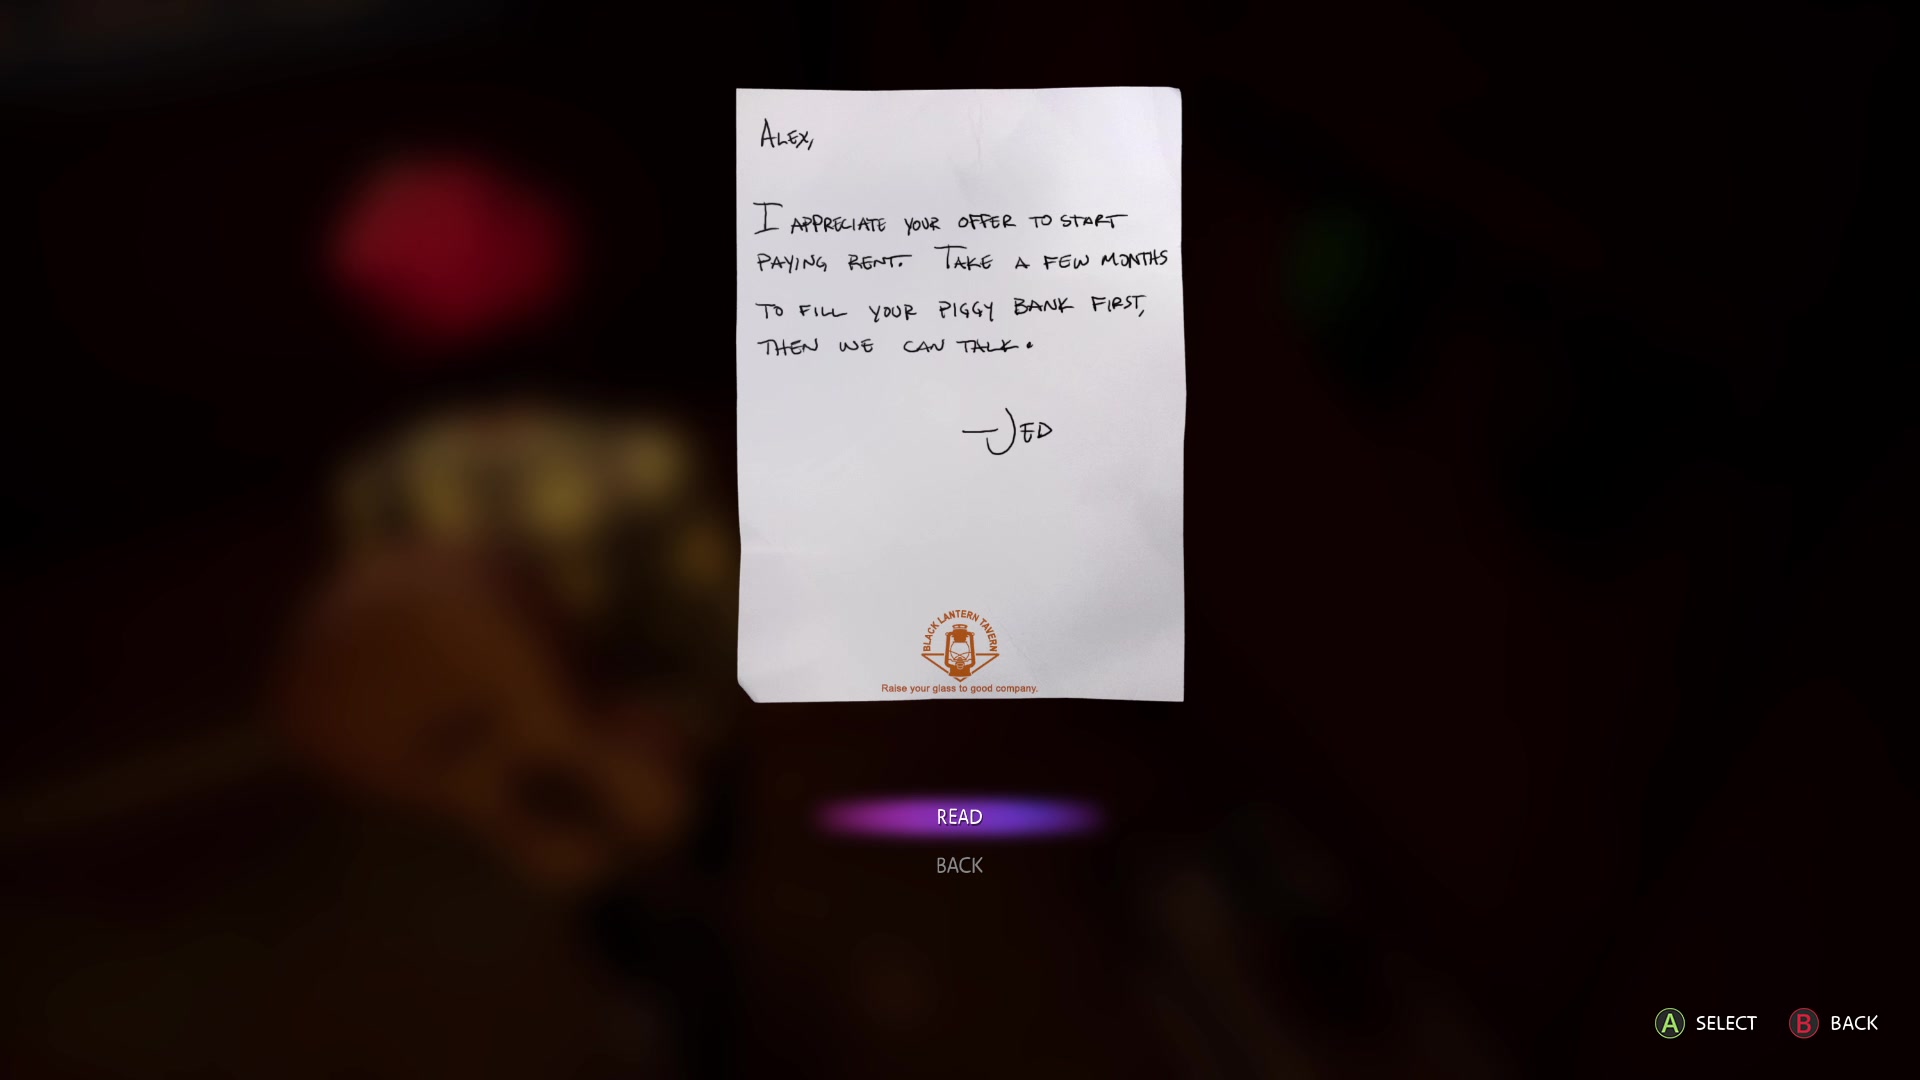 ALEX,
I APPRECIATE YOUR OFFER TO START
PAYING RENT. TAKE A FEW MONTHS
TO FILL YOUR PIGGY BANK FIRST,
THEN WE CAN TALK.
—JED
BLACK LANTERN TAVERN
Raise your glass to good company.
READ
BACK
A SELECT B BACK